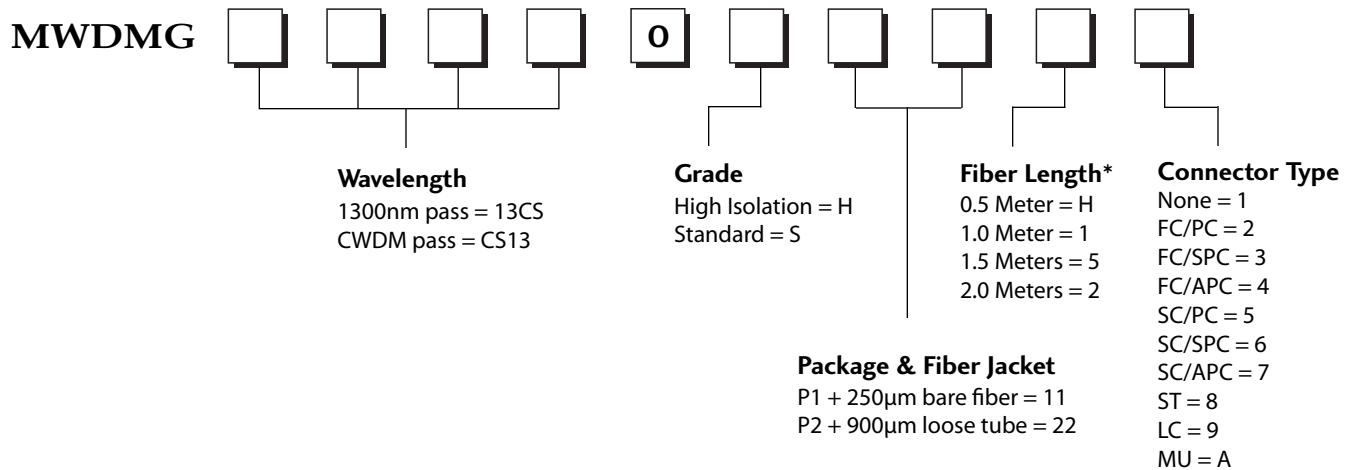 MWDMG 0
Wavelength
1300nm pass = 13CS
CWDM pass = CS13
Grade
High Isolation = H
Standard = S
Package & Fiber Jacket
P1 + 250µm bare fiber = 11
P2 + 900µm loose tube = 22
Fiber Length*
0.5 Meter = H
1.0 Meter = 1
1.5 Meters = 5
2.0 Meters = 2
Connector Type
None = 1
FC/PC = 2
FC/SPC = 3
FC/APC = 4
SC/PC = 5
SC/SPC = 6
SC/APC = 7
ST = 8
LC = 9
MU = A